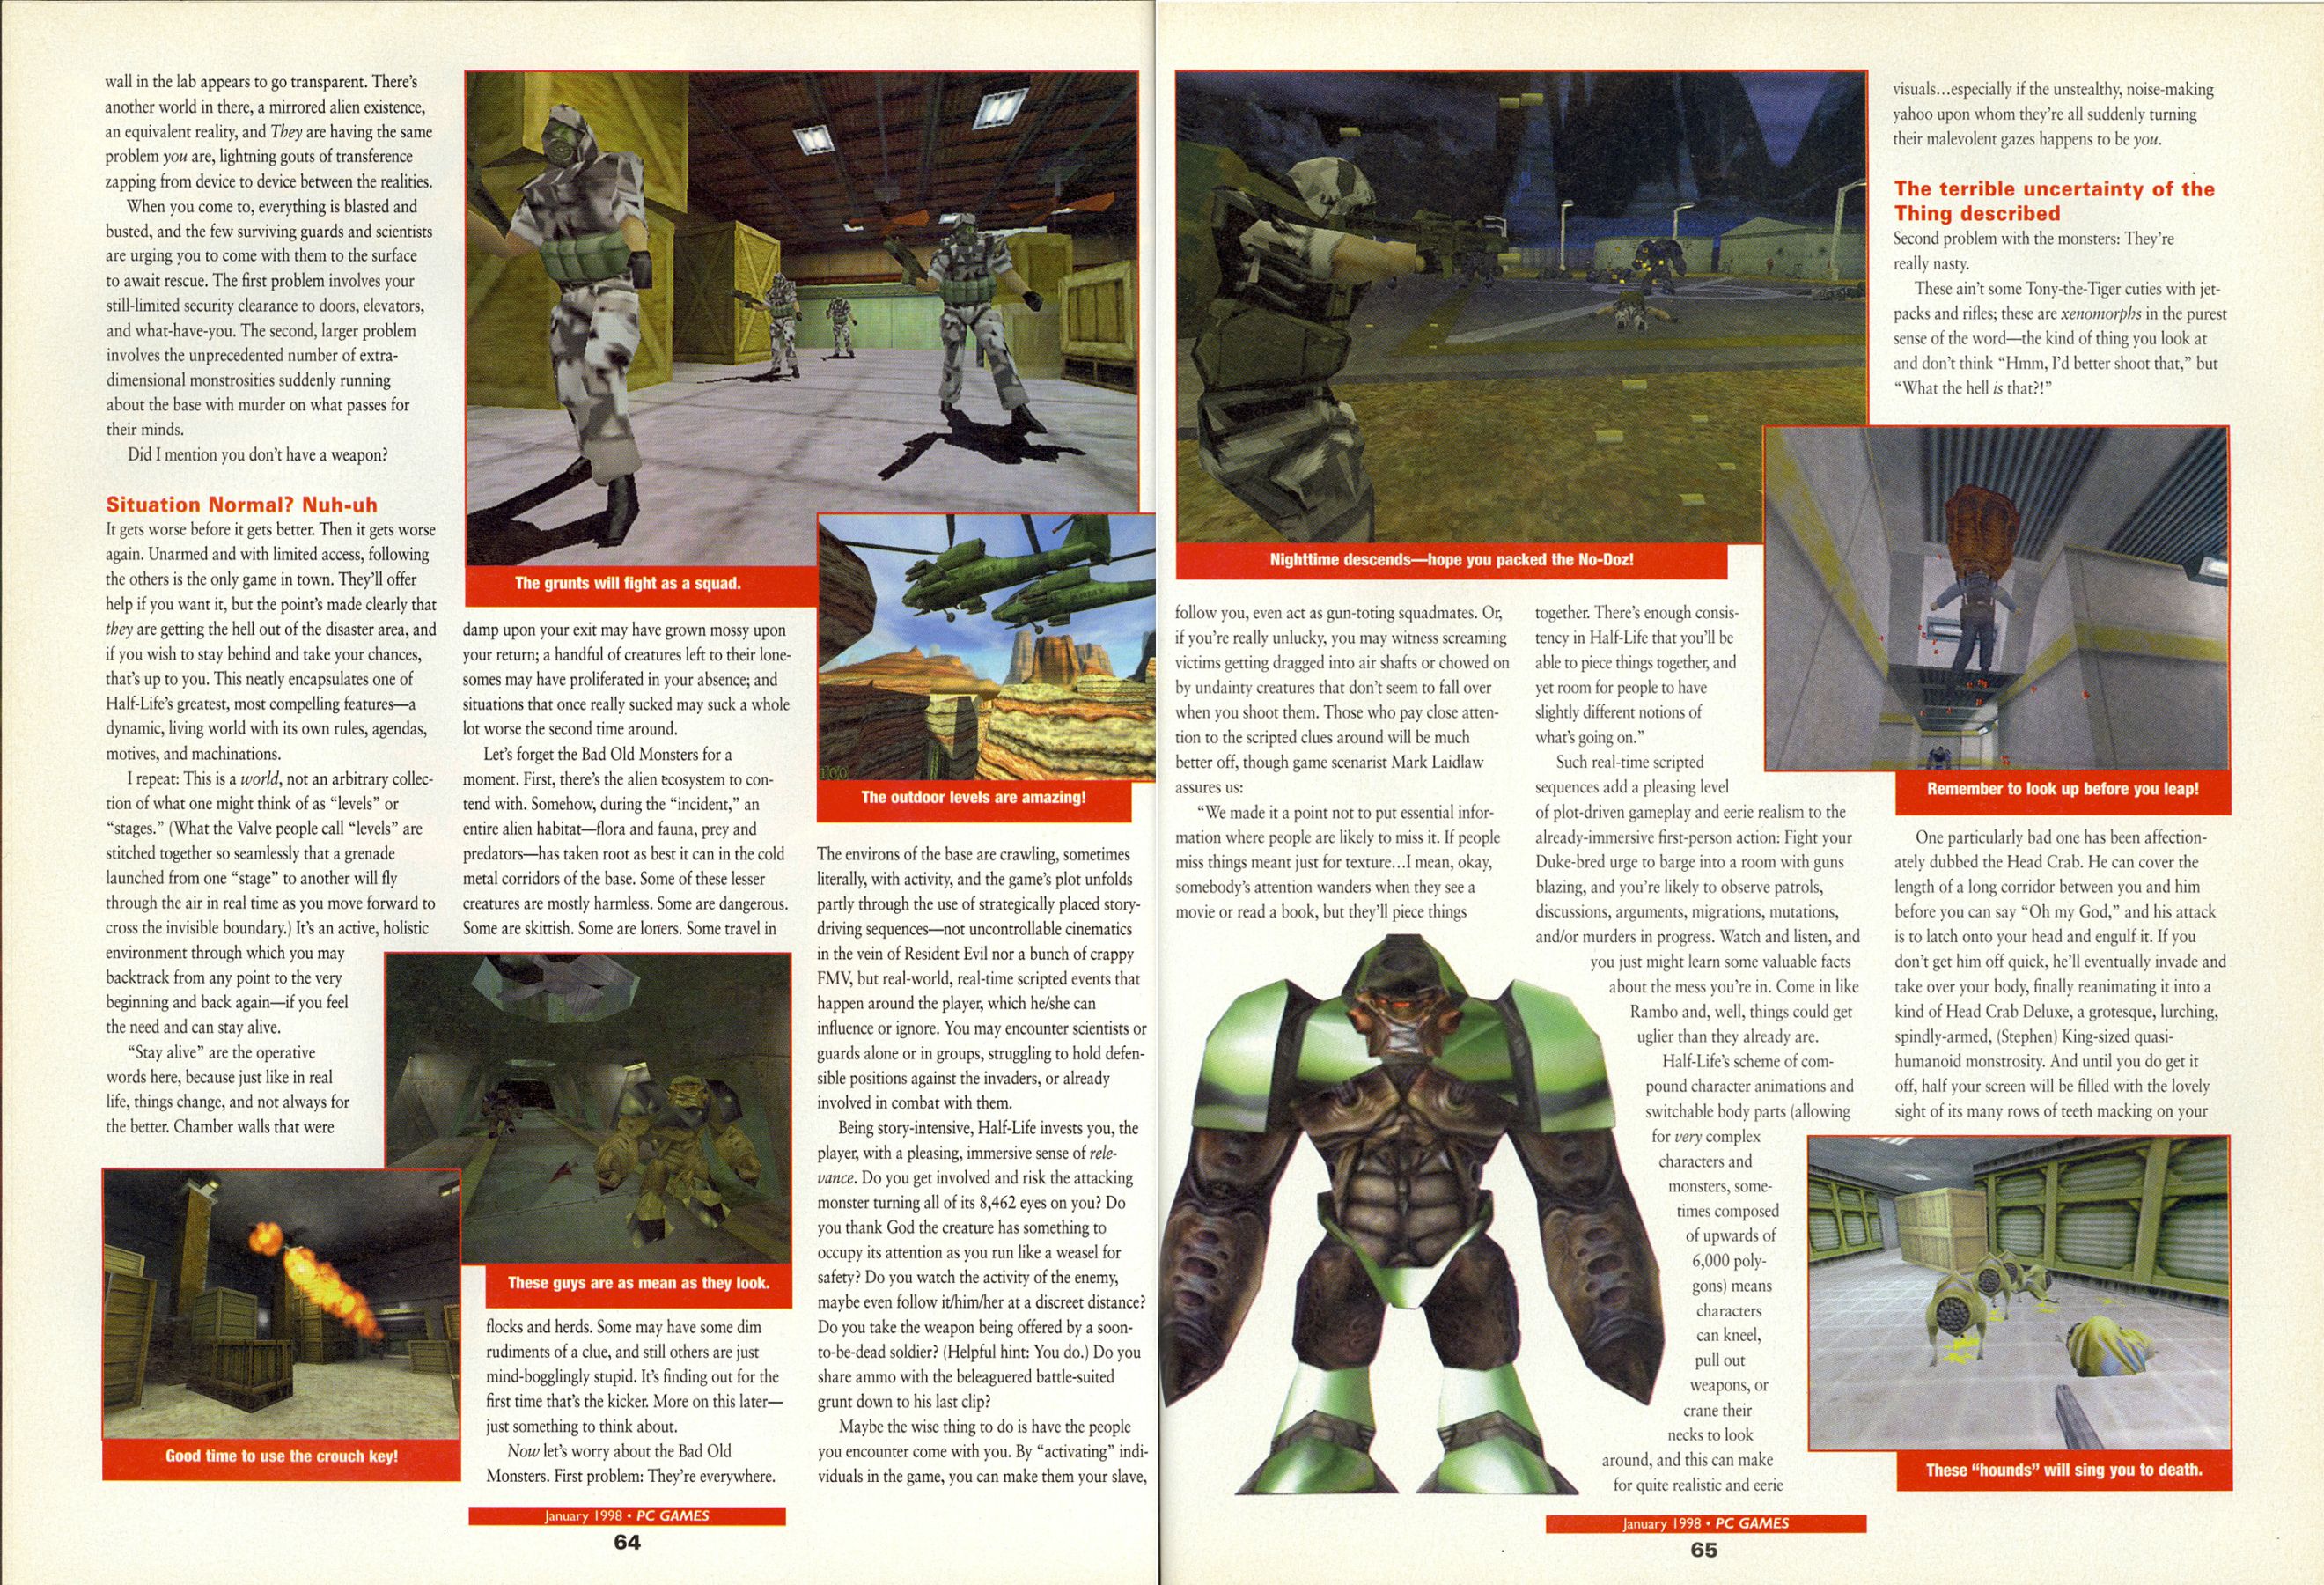 wall in the lab appears to go transparent. There's
another world in there, a mirrored alien existence,
an equivalent reality, and They are having the same
problem you are, lightning gouts of transference
zapping from device to device between the realities.
When you come to, everything is blasted and
busted, and the few surviving guards and scientists
are urging you to come with them to the surface
to await rescue. The first problem involves your
still-limited security clearance to doors, elevators,
and what-have-you. The second, larger problem
involves the unprecedented number of extra-
dimensional monstrosities suddenly running
about the base with murder on what passes for
their minds.
Did I mention you don't have a weapon?
Situation Normal? Nuh-uh
It gets worse before it gets better. Then it gets worse
again. Unarmed and with limited access, following
the others is the only game in town. They'll offer
help if you want it, but the point's made clearly that
they are getting the hell out of the disaster area, and
if you wish to stay behind and take your chances,
that's up to you. This neatly encapsulates one of
Half-Life's greatest, most compelling features—a
dynamic, living world with its own rules, agendas,
motives, and machinations.
I repeat: This is a world, not an arbitrary collec-
tion of what one might think of as "levels" or
"stages." (What the Valve people call "levels" are
stitched together so seamlessly that a grenade
launched from one "stage" to another will fly
through the air in real time as you move forward to
cross the invisible boundary.) It's an active, holistic
environment through which you may
backtrack from any point to the very
beginning and back again—if you feel
the need and can stay alive.
"Stay alive" are the operative
words here, because just like in real
life, things change, and not always for
the better. Chamber walls that were
Good time to use the crouch key!
The grunts will fight as a squad.
damp upon your exit may have grown mossy upon
your return; a handful of creatures left to their lone-
somes may have proliferated in your absence; and
situations that once really sucked may suck a whole
lot worse the second time around.
Let's forget the Bad Old Monsters for a
moment. First, there's the alien ecosystem to con-
tend with. Somehow, during the "incident," an
entire alien habitat—flora and fauna, prey and
predators—has taken root as best it can in the cold
metal corridors of the base. Some of these lesser
creatures are mostly harmless. Some are dangerous.
Some are skittish. Some are loners. Some travel in
These guys are as mean as they look.
flocks and herds. Some may have some dim
rudiments of a clue, and still others are just
mind-bogglingly stupid. It's finding out for the
first time that's the kicker. More on this later—
just something to think about.
Now let's worry about the Bad Old
Monsters. First problem: They're everywhere.
The outdoor levels are amazing!
The environs of the base are crawling, sometimes
literally, with activity, and the game's plot unfolds
partly through the use of strategically placed story-
driving sequences—not uncontrollable cinematics
in the vein of Resident Evil nor a bunch of crappy
FMV, but real-world, real-time scripted events that
happen around the player, which he/she can
influence or ignore. You may encounter scientists or
guards alone or in groups, struggling to hold defen-
sible positions against the invaders, or already
involved in combat with them.
Being story-intensive, Half-Life invests you, the
player, with a pleasing, immersive sense of rele-
vance. Do you get involved and risk the attacking
monster turning all of its 8,462 eyes on you? Do
you thank God the creature has something to
occupy its attention as you run like a weasel for
safety? Do you watch the activity of the enemy,
maybe even follow it/him/her at a discreet distance?
Do you take the weapon being offered by a soon-
to-be-dead soldier? (Helpful hint: You do.) Do you
share ammo with the beleaguered battle-suited
grunt down to his last clip?
Maybe the wise thing to do is have the people
you encounter come with you. By "activating" indi-
viduals in the game, you can make them your slave,
January 1998 • PC GAMES
64
Nighttime descends—hope you packed the No-Doz!
follow you, even act as gun-toting squadmates. Or,
if you're really unlucky, you may witness screaming
victims getting dragged into air shafts or chowed on
by undainty creatures that don't seem to fall over
when you shoot them. Those who pay close atten-
tion to the scripted clues around will be much
better off, though game scenarist Mark Laidlaw
assures us:
"We made it a point not to put essential infor-
mation where people are likely to miss it. If people
miss things meant just for texture...I mean, okay,
somebody's attention wanders when they see a
movie or read a book, but they'll piece things
together. There's enough consis-
tency in Half-Life that you'll be
able to piece things together, and
yet room for people to have
slightly different notions of
what's going on."
Such real-time scripted
sequences add a pleasing level
of plot-driven gameplay and eerie realism to the
already-immersive first-person action: Fight your
Duke-bred urge to barge into a room with guns
blazing, and you're likely to observe patrols,
discussions, arguments, migrations, mutations,
and/or murders in progress. Watch and listen, and
you just might learn some valuable facts
about the mess you're in. Come in like
Rambo and, well, things could get
uglier than they already are.
Half-Life's scheme of com-
pound character animations and
switchable body parts (allowing
for very complex
characters and
monsters, some-
times composed
of upwards of
6,000 poly-
gons) means
characters
can kneel,
pull out
weapons, or
crane their
necks to look
around, and this can make
for quite realistic and eerie
visuals...especially if the unstealthy, noise-making
yahoo upon whom they're all suddenly turning
their malevolent gazes happens to be you.
The terrible uncertainty of the
Thing described
Second problem with the monsters: They're
really nasty.
These ain't some Tony-the-Tiger cuties with jet-
packs and rifles; these are xenomorphs in the purest
sense of the word—the kind of thing you look at
and don't think "Hmm, I'd better shoot that," but
"What the hell is that?!"
Remember to look up before you leap!
One particularly bad one has been affection-
ately dubbed the Head Crab. He can cover the
length of a long corridor between you and him
before you can say "Oh my God," and his attack
is to latch onto your head and engulf it. If you
don't get him off quick, he'll eventually invade and
take over your body, finally reanimating it into a
kind of Head Crab Deluxe, a grotesque, lurching,
spindly-armed, (Stephen) King-sized quasi-
humanoid monstrosity. And until you do get it
off, half your screen will be filled with the lovely
sight of its many rows of teeth macking on your
These "hounds" will sing you to death.
January 1998 • PC GAMES
65